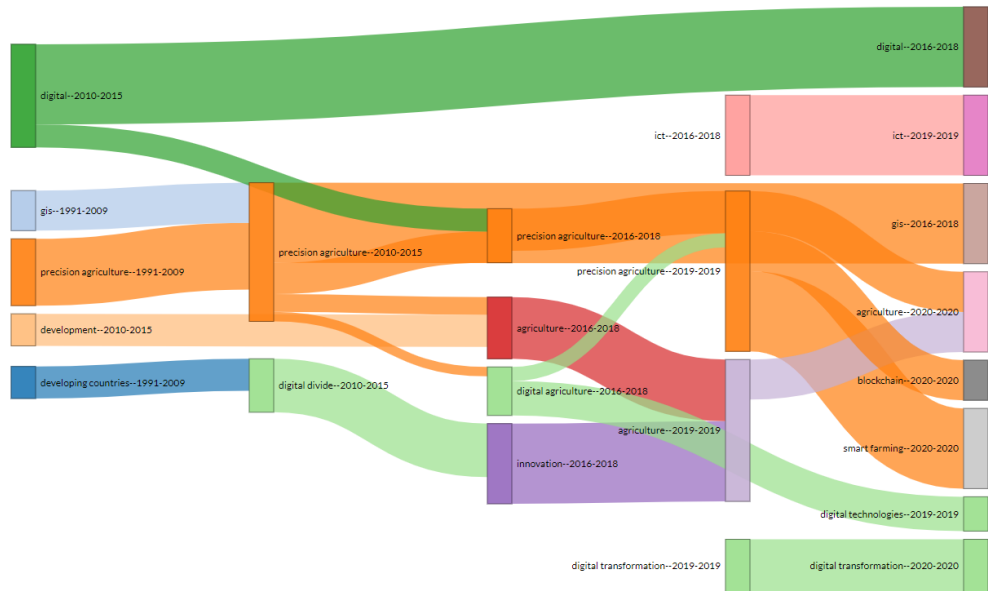 digital--2016-2018
digital--2010-2015
ict--2016-2018
ict--2019-2019
gis--1991-2009
gis--2016-2018
precision agriculture--2016-2018
precision agriculture--2010-2015
precision agriculture--1991-2009
precision agriculture--2019-2019
agriculture--2020-2020
development--2010-2015
agriculture--2016-2018
developing countries--1991-2009
blockchain--2020-2020
digital divide--2010-2015
digital agriculture--2016-2018
agriculture--2019-2019
smart farming--2020-2020
innovation--2016-2018
digital technologies--2019-2019
digital transformation--2019-2019
digital transformation--2020-2020